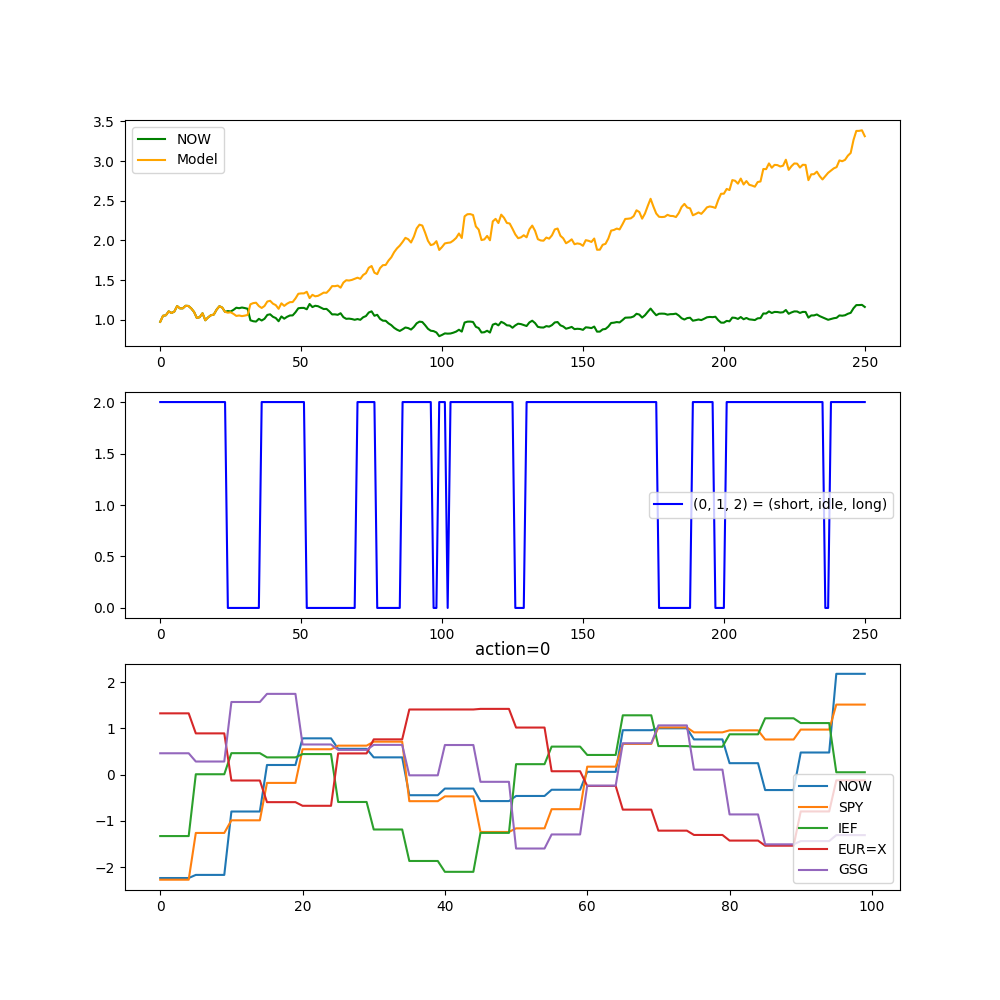 3.5
3.0
2.5
2.0
1.5
1.0
NOW
Model
0 50 100 150 200 250
2.0
1.5
1.0
0.5
0.0
(0, 1, 2) = (short, idle, long)
0 50 100 150 200 250
action=0
2
1
0
−1
−2
NOW
SPY
IEF
EUR=X
GSG
0 20 40 60 80 100